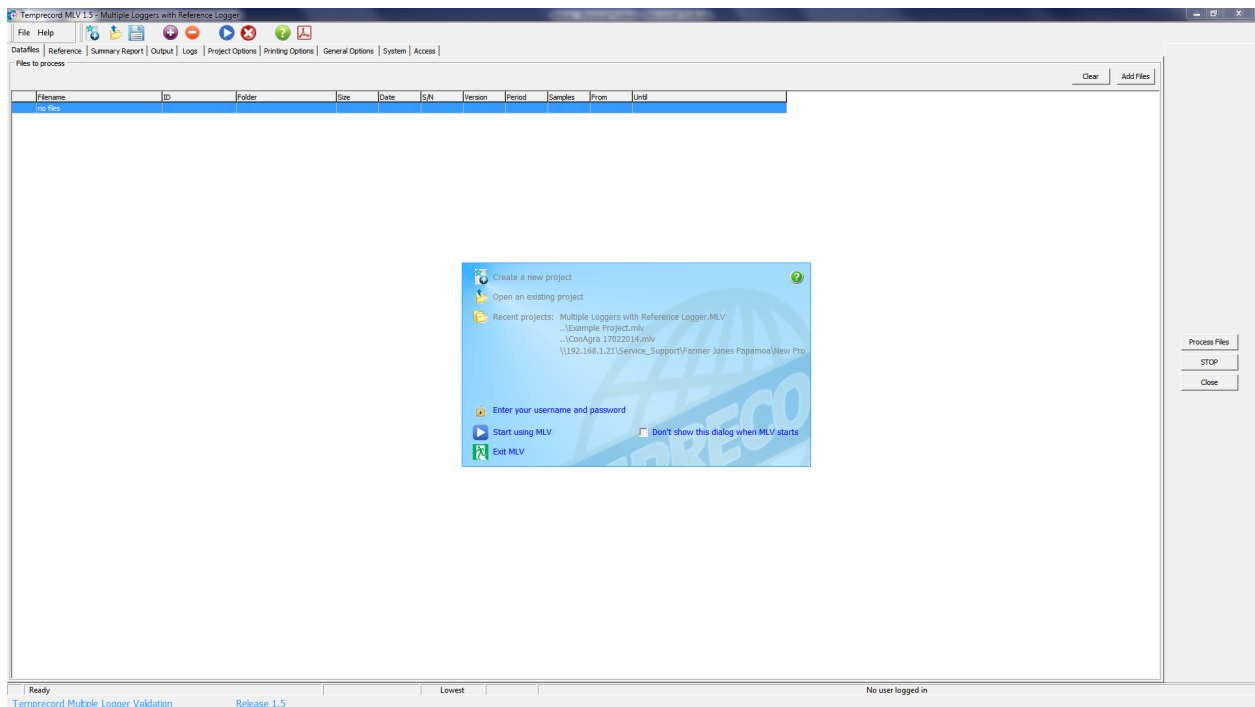 Temprecord MLV 1.5 - Multiple Loggers with Reference Logger
File Help
Datafiles Reference Summary Report Output Logs Project Options Printing Options General Options System Access
Files to process
Clear Add Files
Filename ID Folder Size Date S/N Version Period Samples From Until
no files
Create a new project
Open an existing project
Recent projects: Multiple Loggers with Reference Logger.MLV
..\Example Project.mlv
..\ConAgra 17022014.mlv
\\192.168.1.21\Service_Support\Farmer Jones Papamoa\New Pro
Process Files
STOP
Close
Enter your username and password
Start using MLV Don't show this dialog when MLV starts
Exit MLV
PRECO
Ready Lowest No user logged in
Temprecord Multiple Logger Validation Release 1.5